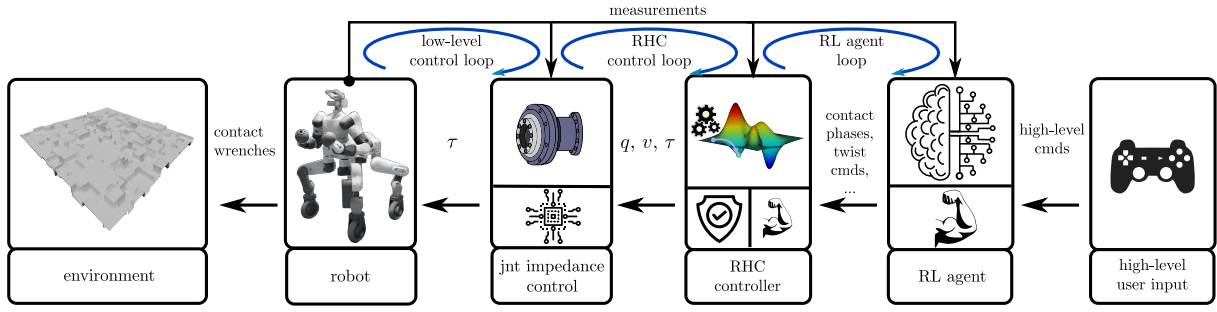 measurements
low-level
control loop
RHC
control loop
RL agent
loop
contact
wrenches
τ
q, v, τ
contact
phases,
twist
cmds,
...
high-level
cmds
environment
robot
jnt impedance
control
RHC
controller
RL agent
high-level
user input